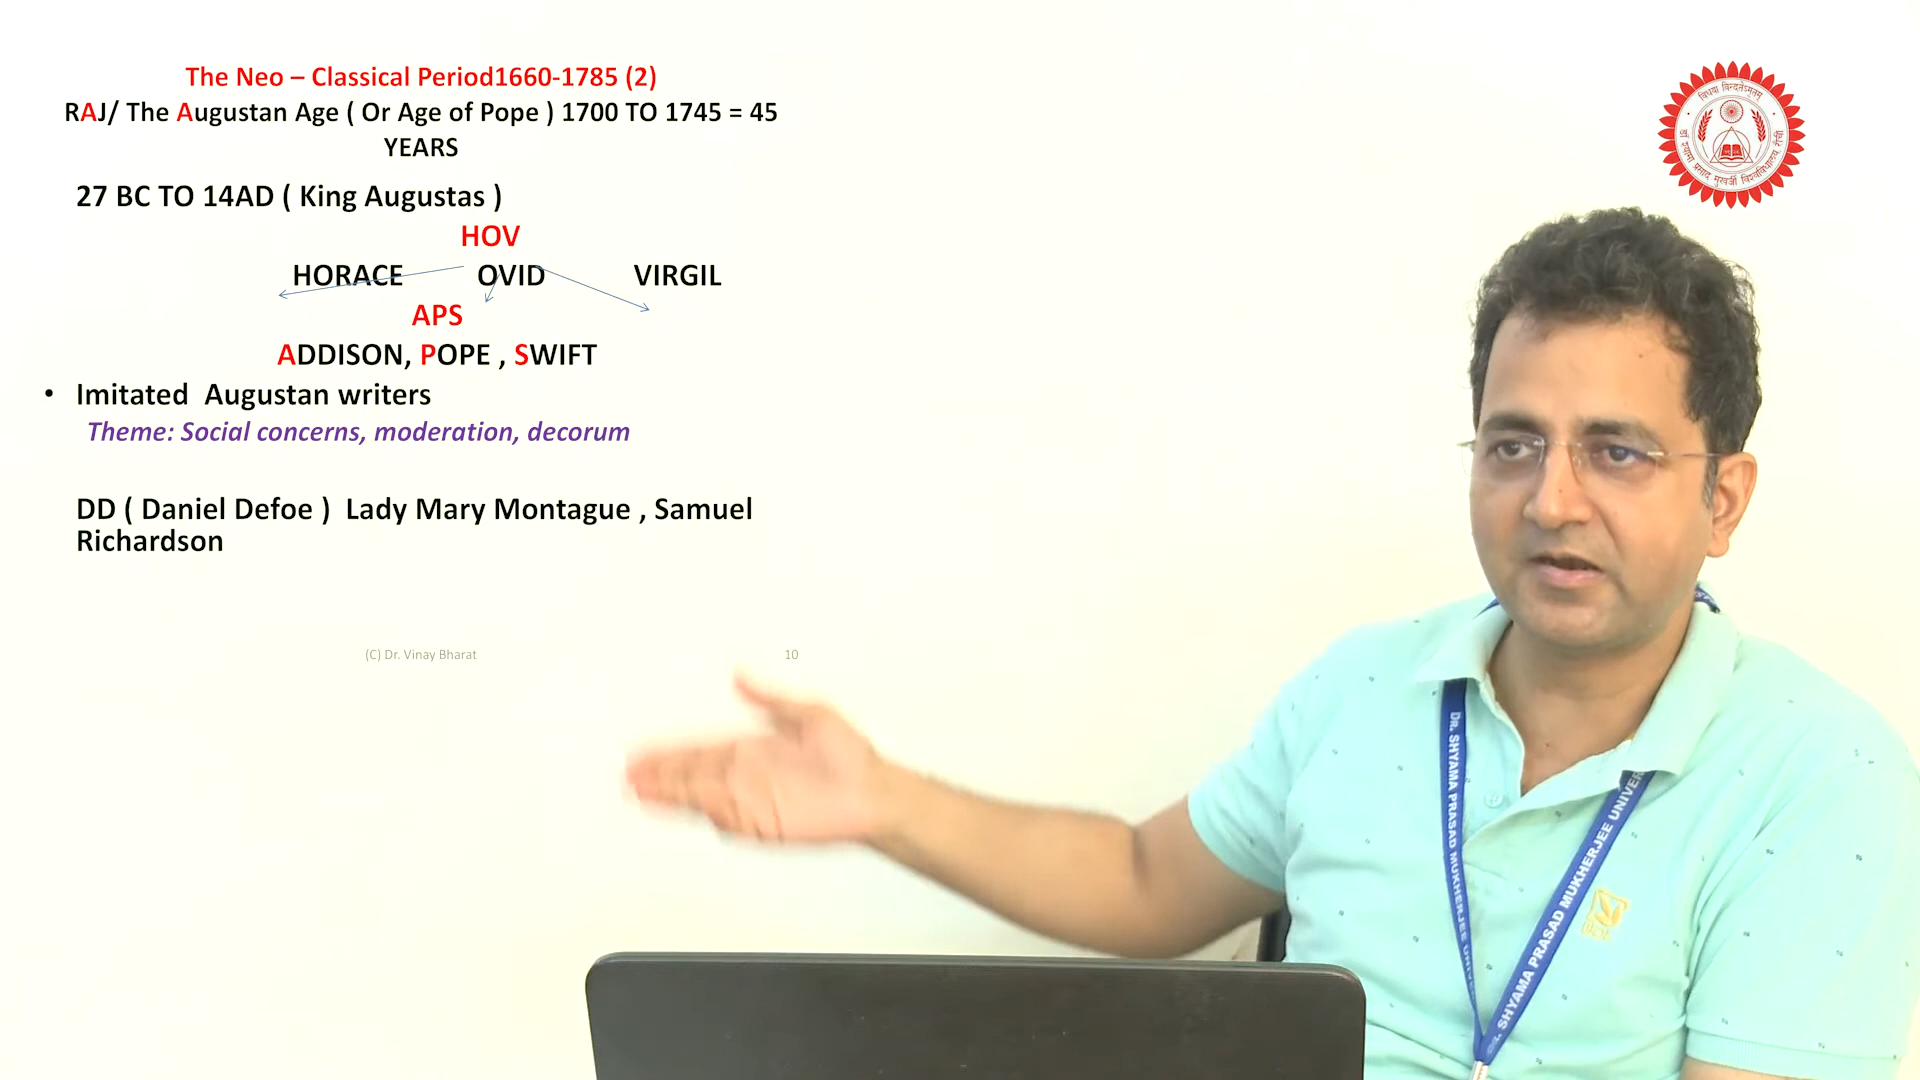 The Neo – Classical Period1660-1785 (2)
RAJ/ The Augustan Age ( Or Age of Pope ) 1700 TO 1745 = 45
YEARS
27 BC TO 14AD ( King Augustas )
HOV
HORACE OVID VIRGIL
APS
ADDISON, POPE , SWIFT
• Imitated Augustan writers
Theme: Social concerns, moderation, decorum
DD ( Daniel Defoe ) Lady Mary Montague , Samuel
Richardson
(C) Dr. Vinay Bharat 10
DR. SHYAMA PRASAD MUKHERJEE UNIVE
SHYAMA PRASAD MUKHERJEE UNIVER